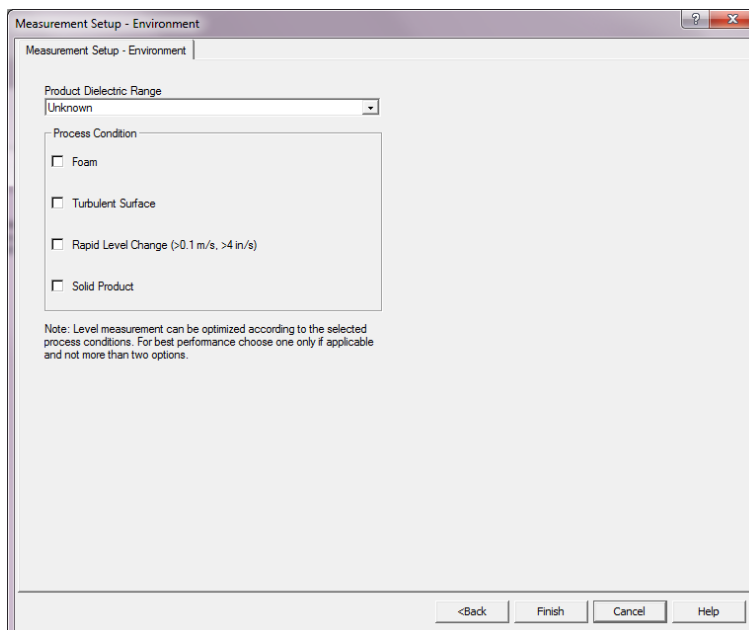 Measurement Setup - Environment
?
Measurement Setup - Environment
Product Dielectric Range
Unknown
Process Condition
Foam
Turbulent Surface
Rapid Level Change (>0.1 m/s, >4 in/s)
Solid Product
Note: Level measurement can be optimized according to the selected
process conditions. For best performance choose one only if applicable
and not more than two options.
<Back Finish Cancel Help